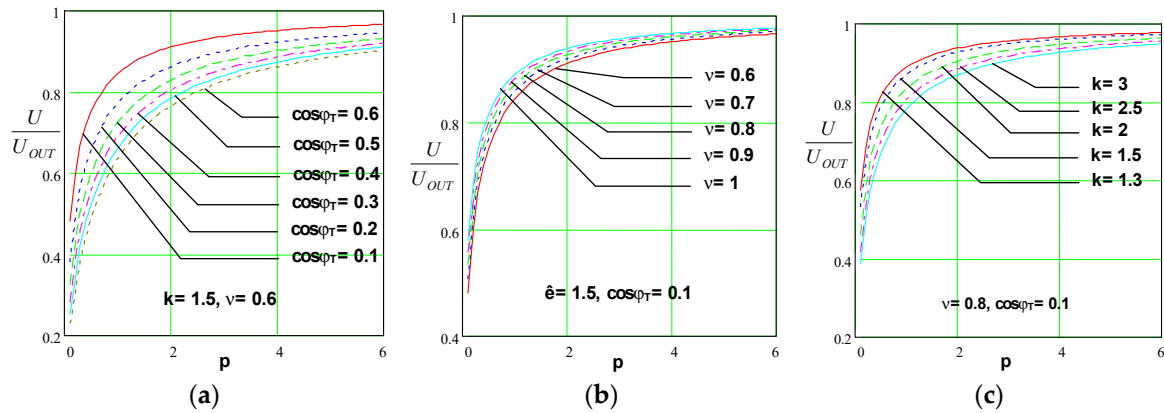 1
0.8
U
U_OUT
0.6
0.4
0.2
0
2
4
6
p
cosφT= 0.6
cosφT= 0.5
cosφT= 0.4
cosφT= 0.3
cosφT= 0.2
cosφT= 0.1
k= 1.5, ν= 0.6
(a)
1
0.8
U
U_OUT
0.6
0.4
0
2
4
6
p
ν= 0.6
ν= 0.7
ν= 0.8
ν= 0.9
ν= 1
ê= 1.5, cosφT= 0.1
(b)
1
0.8
U
U_OUT
0.6
0.4
0.2
0
2
4
6
p
k= 3
k= 2.5
k= 2
k= 1.5
k= 1.3
ν= 0.8, cosφT= 0.1
(c)